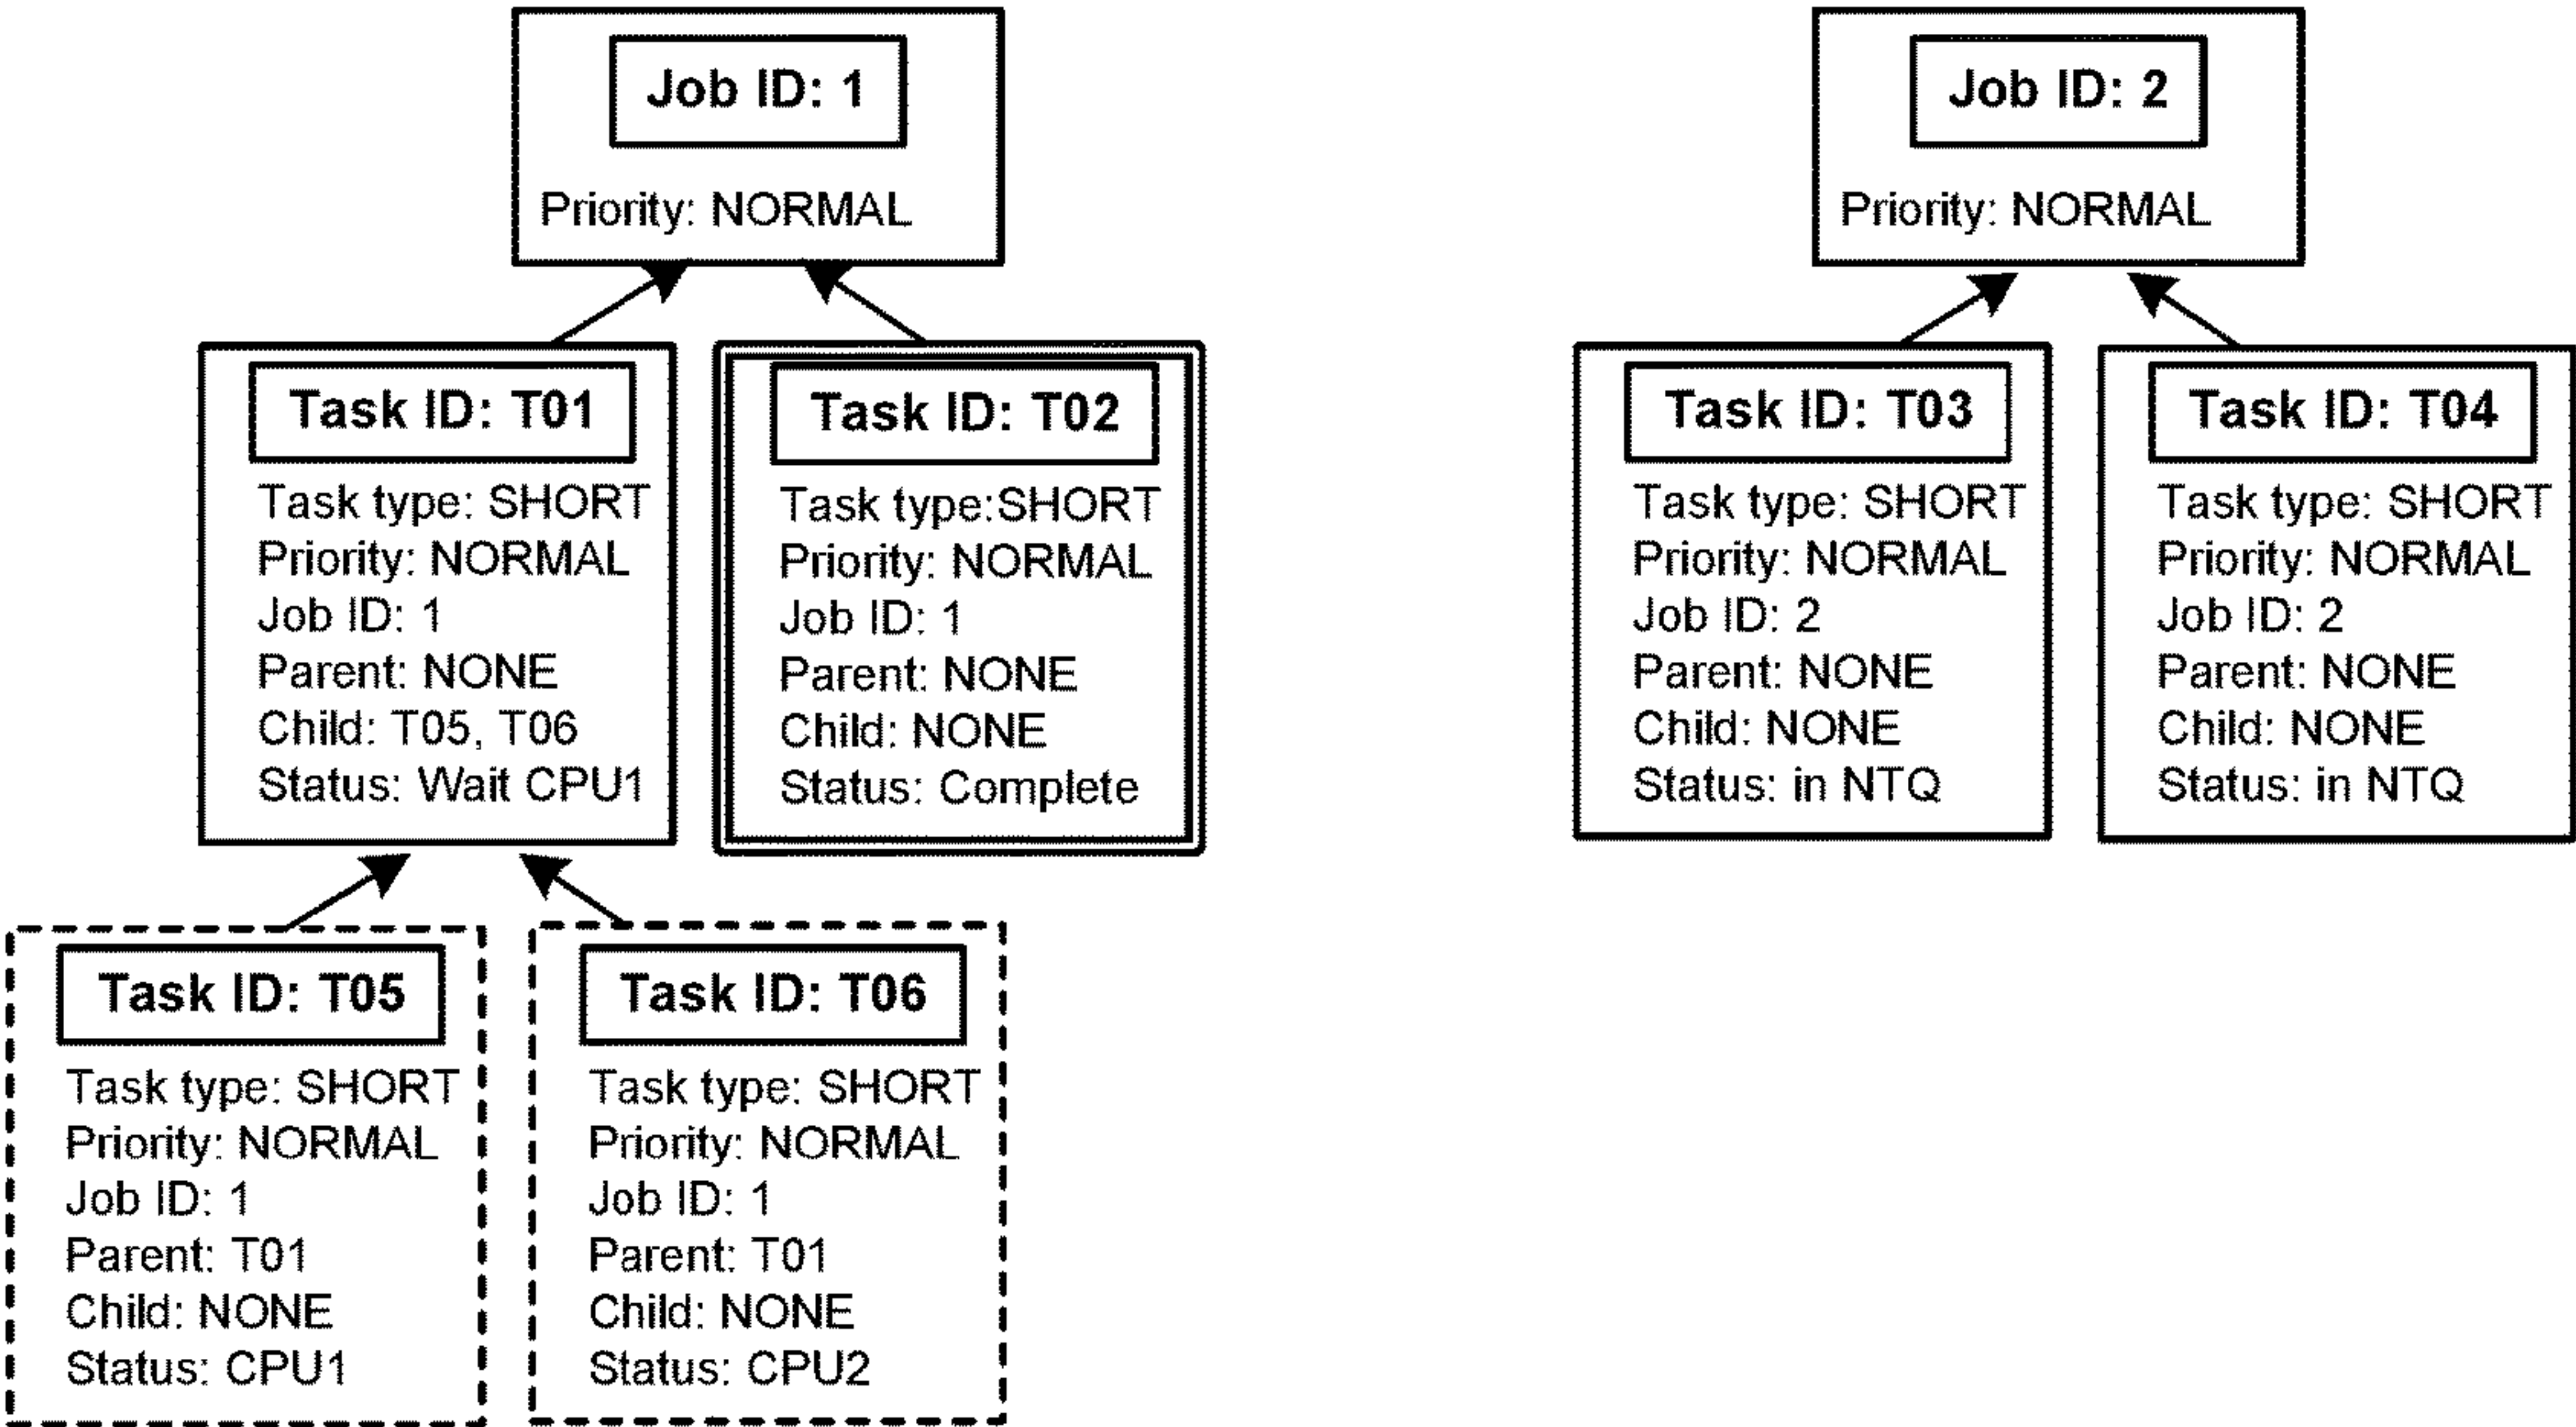 Job ID: 1
Priority: NORMAL
Job ID: 2
Priority: NORMAL
Task ID: T01
Task type: SHORT
Priority: NORMAL
Job ID: 1
Parent: NONE
Child: T05, T06
Status: Wait CPU1
Task ID: T02
Task type:SHORT
Priority: NORMAL
Job ID: 1
Parent: NONE
Child: NONE
Status: Complete
Task ID: T03
Task type: SHORT
Priority: NORMAL
Job ID: 2
Parent: NONE
Child: NONE
Status: in NTQ
Task ID: T04
Task type: SHORT
Priority: NORMAL
Job ID: 2
Parent: NONE
Child: NONE
Status: in NTQ
Task ID: T05
Task type: SHORT
Priority: NORMAL
Job ID: 1
Parent: T01
Child: NONE
Status: CPU1
Task ID: T06
Task type: SHORT
Priority: NORMAL
Job ID: 1
Parent: T01
Child: NONE
Status: CPU2